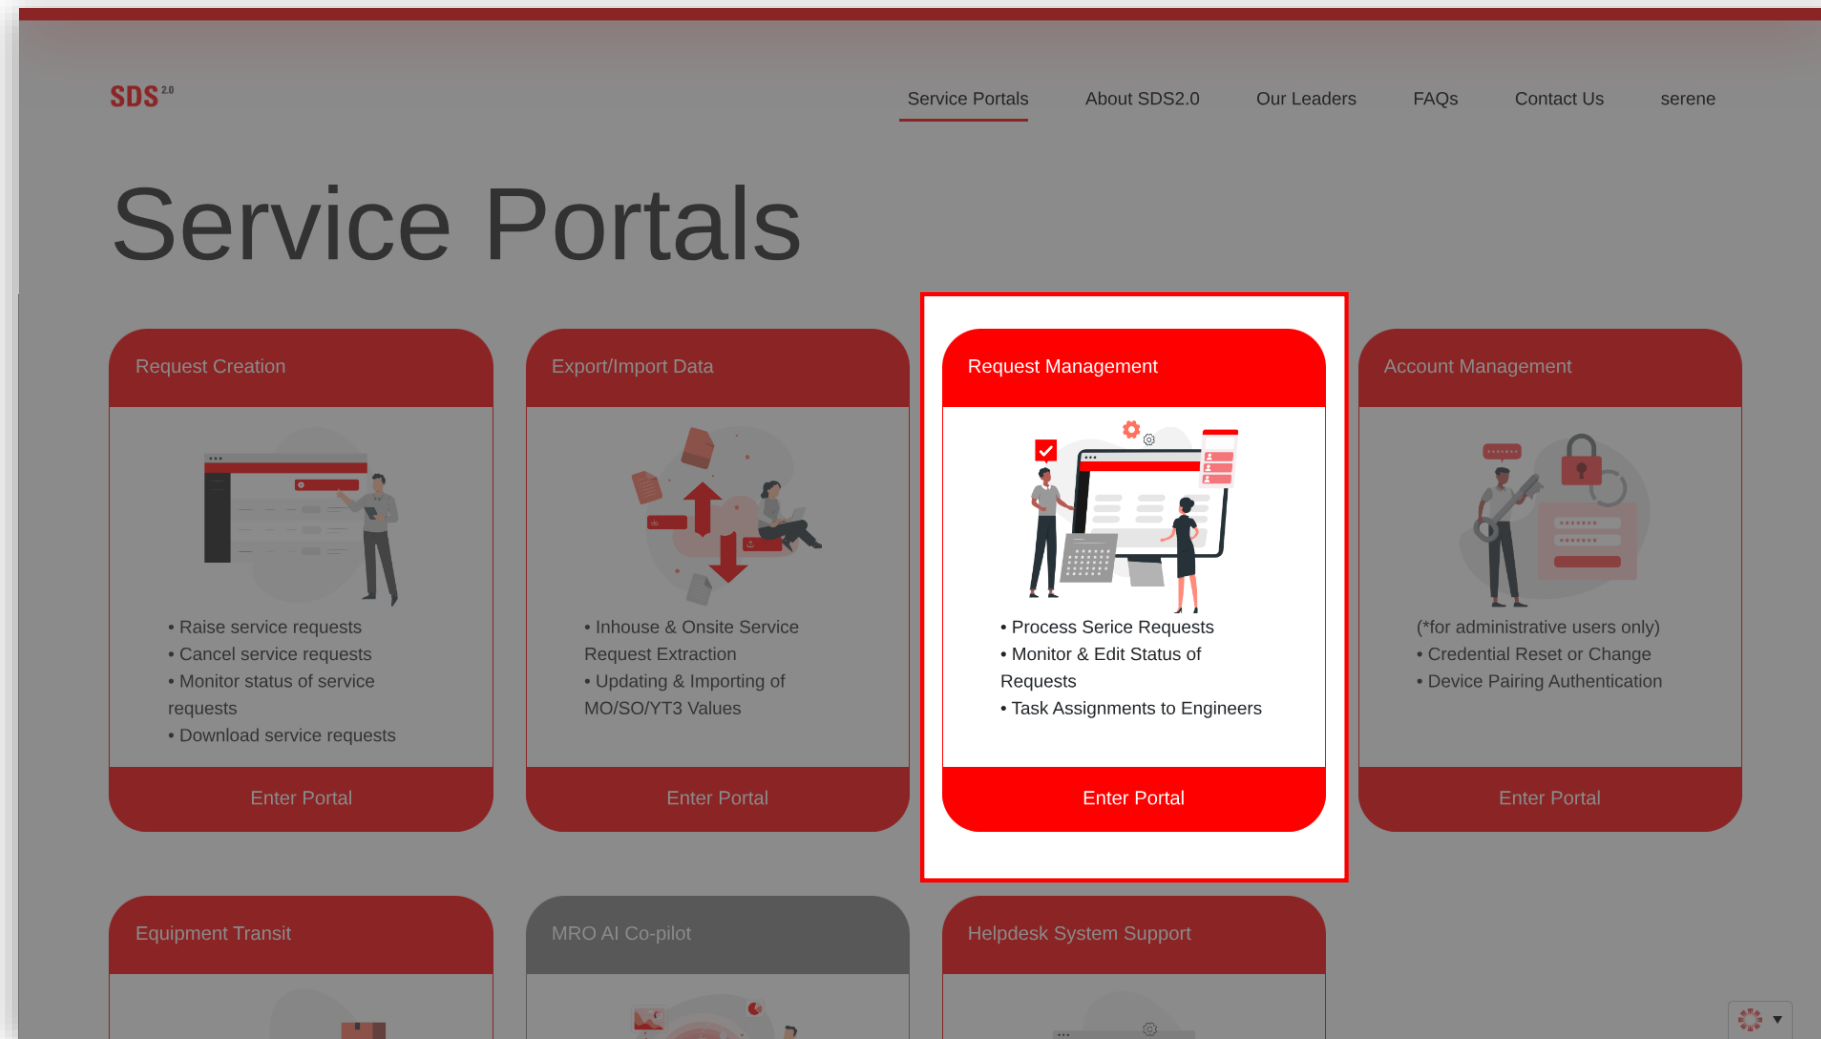 SDS 2.0
Service Portals
About SDS2.0
Our Leaders
FAQs
Contact Us
serene
Service Portals
Request Creation
• Raise service requests
• Cancel service requests
• Monitor status of service
requests
• Download service requests
Enter Portal
Export/Import Data
• Inhouse & Onsite Service
Request Extraction
• Updating & Importing of
MO/SO/YT3 Values
Enter Portal
Request Management
• Process Serice Requests
• Monitor & Edit Status of
Requests
• Task Assignments to Engineers
Enter Portal
Account Management
(*for administrative users only)
• Credential Reset or Change
• Device Pairing Authentication
Enter Portal
Equipment Transit
MRO AI Co-pilot
Helpdesk System Support